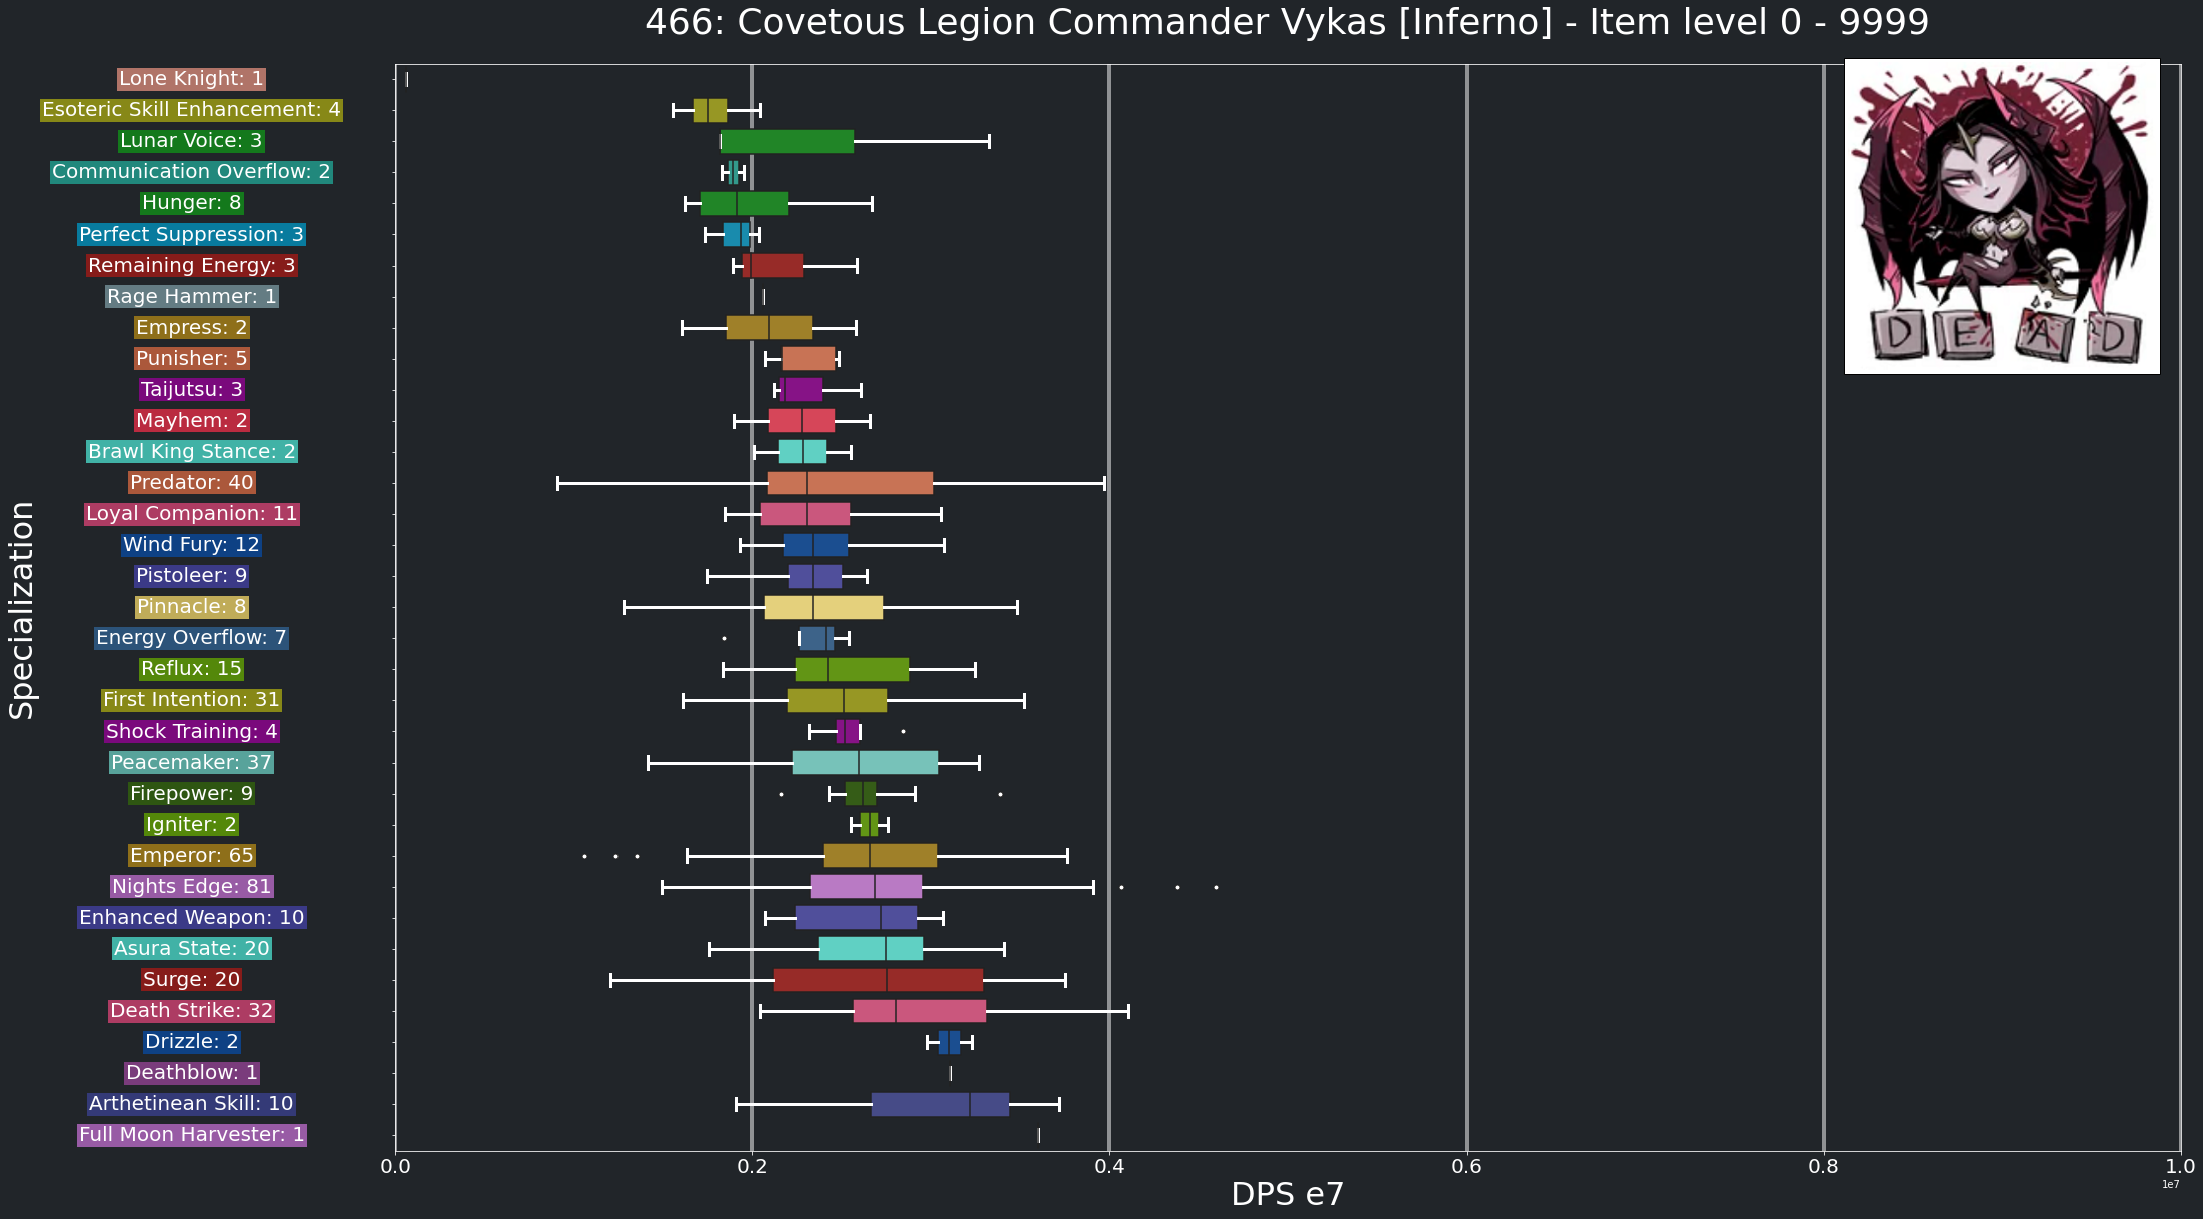 466: Covetous Legion Commander Vykas [Inferno] - Item level 0 - 9999
Specialization
Lone Knight: 1
Esoteric Skill Enhancement: 4
Lunar Voice: 3
Communication Overflow: 2
Hunger: 8
Perfect Suppression: 3
Remaining Energy: 3
Rage Hammer: 1
Empress: 2
Punisher: 5
Taijutsu: 3
Mayhem: 2
Brawl King Stance: 2
Predator: 40
Loyal Companion: 11
Wind Fury: 12
Pistoleer: 9
Pinnacle: 8
Energy Overflow: 7
Reflux: 15
First Intention: 31
Shock Training: 4
Peacemaker: 37
Firepower: 9
Igniter: 2
Emperor: 65
Nights Edge: 81
Enhanced Weapon: 10
Asura State: 20
Surge: 20
Death Strike: 32
Drizzle: 2
Deathblow: 1
Arthetinean Skill: 10
Full Moon Harvester: 1
DEAD
0.0 0.2 0.4 0.6 0.8 1.0
1e7
DPS e7